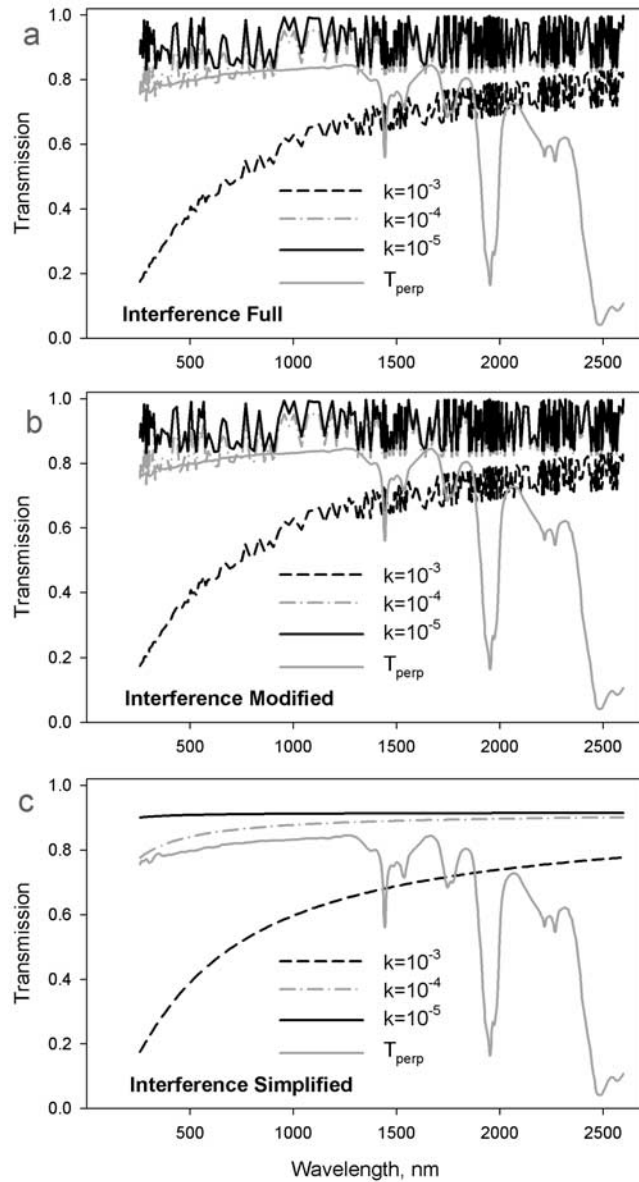 a
1.0
0.8
0.6
0.4
0.2
0.0
Transmission
k=10⁻³
k=10⁻⁴
k=10⁻⁵
Tperp
Interference Full
500 1000 1500 2000 2500
b
1.0
0.8
0.6
0.4
0.2
0.0
Transmission
k=10⁻³
k=10⁻⁴
k=10⁻⁵
Tperp
Interference Modified
500 1000 1500 2000 2500
c
1.0
0.8
0.6
0.4
0.2
0.0
Transmission
k=10⁻³
k=10⁻⁴
k=10⁻⁵
Tperp
Interference Simplified
500 1000 1500 2000 2500
Wavelength, nm